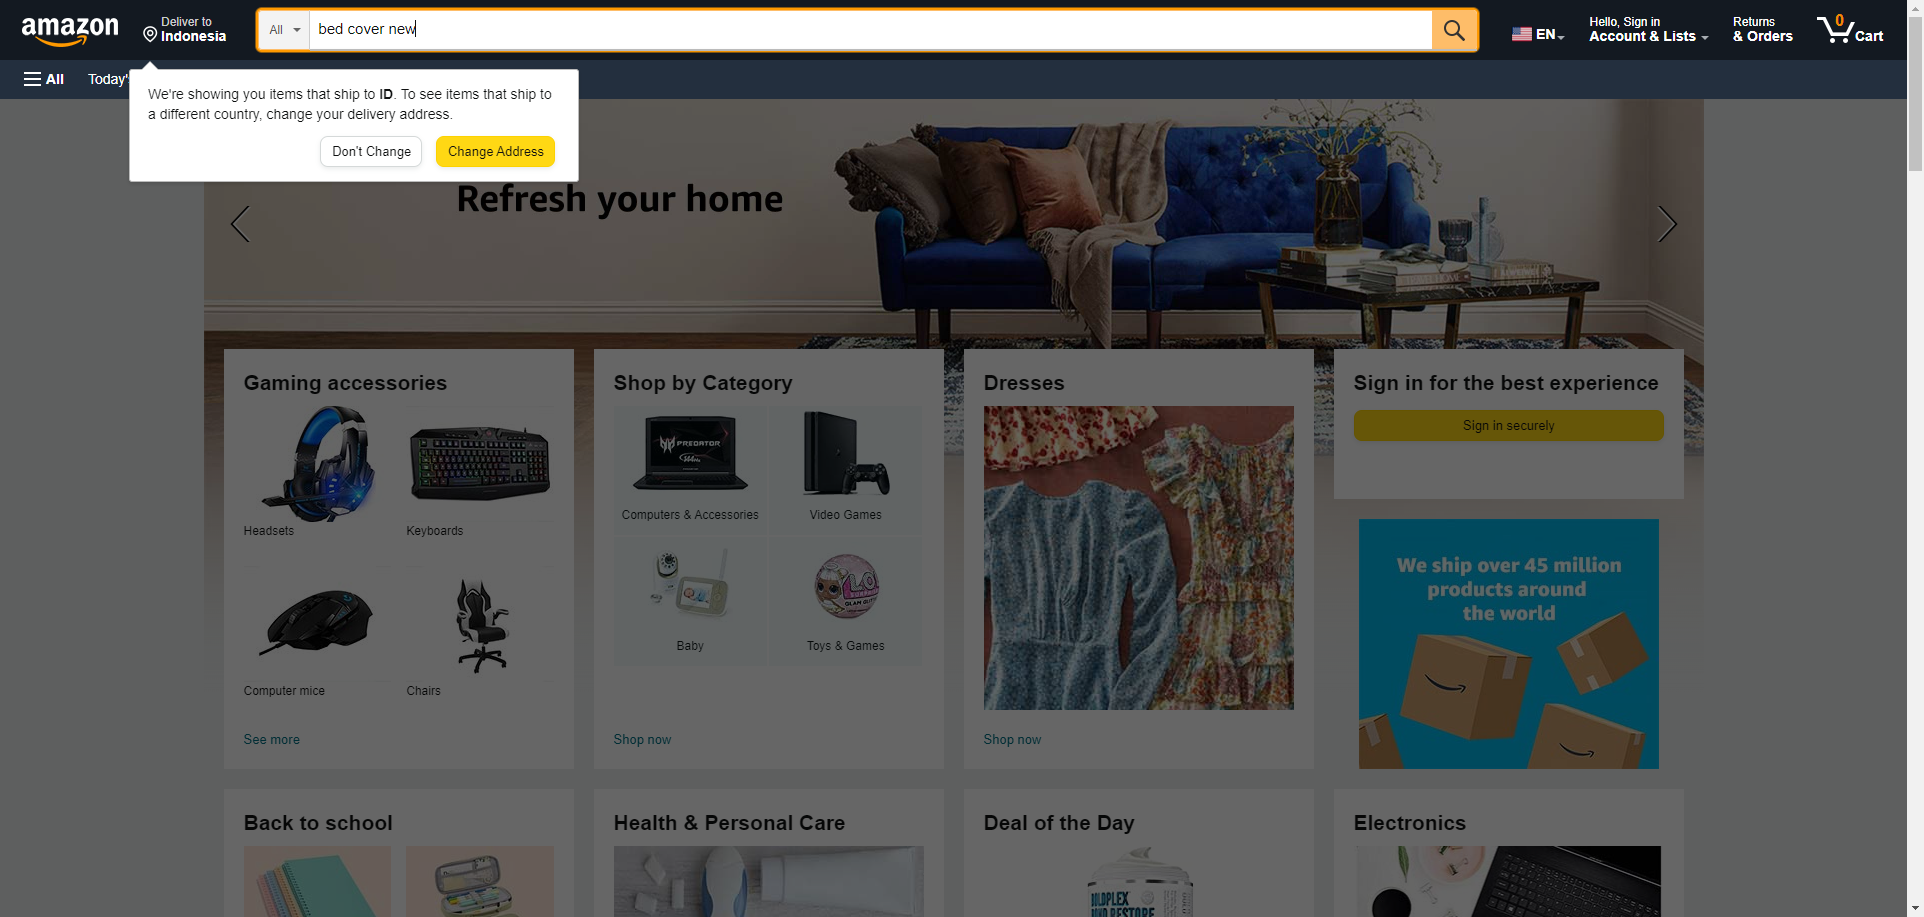 amazon
Deliver to
Indonesia
All
bed cover new
EN
Hello, Sign in
Account & Lists
Returns
& Orders
0
Cart
All
Today's
We're showing you items that ship to ID. To see items that ship to
a different country, change your delivery address.
Don't Change
Change Address
Refresh your home
Gaming accessories
Headsets
Keyboards
Computer mice
Chairs
See more
Shop by Category
PREDATOR
Computers & Accessories
Video Games
L.O.L
GLAM GLITTER
Baby
Toys & Games
Shop now
Dresses
Shop now
Sign in for the best experience
Sign in securely
We ship over 45 million
products around
the world
Back to school
Health & Personal Care
Deal of the Day
Electronics